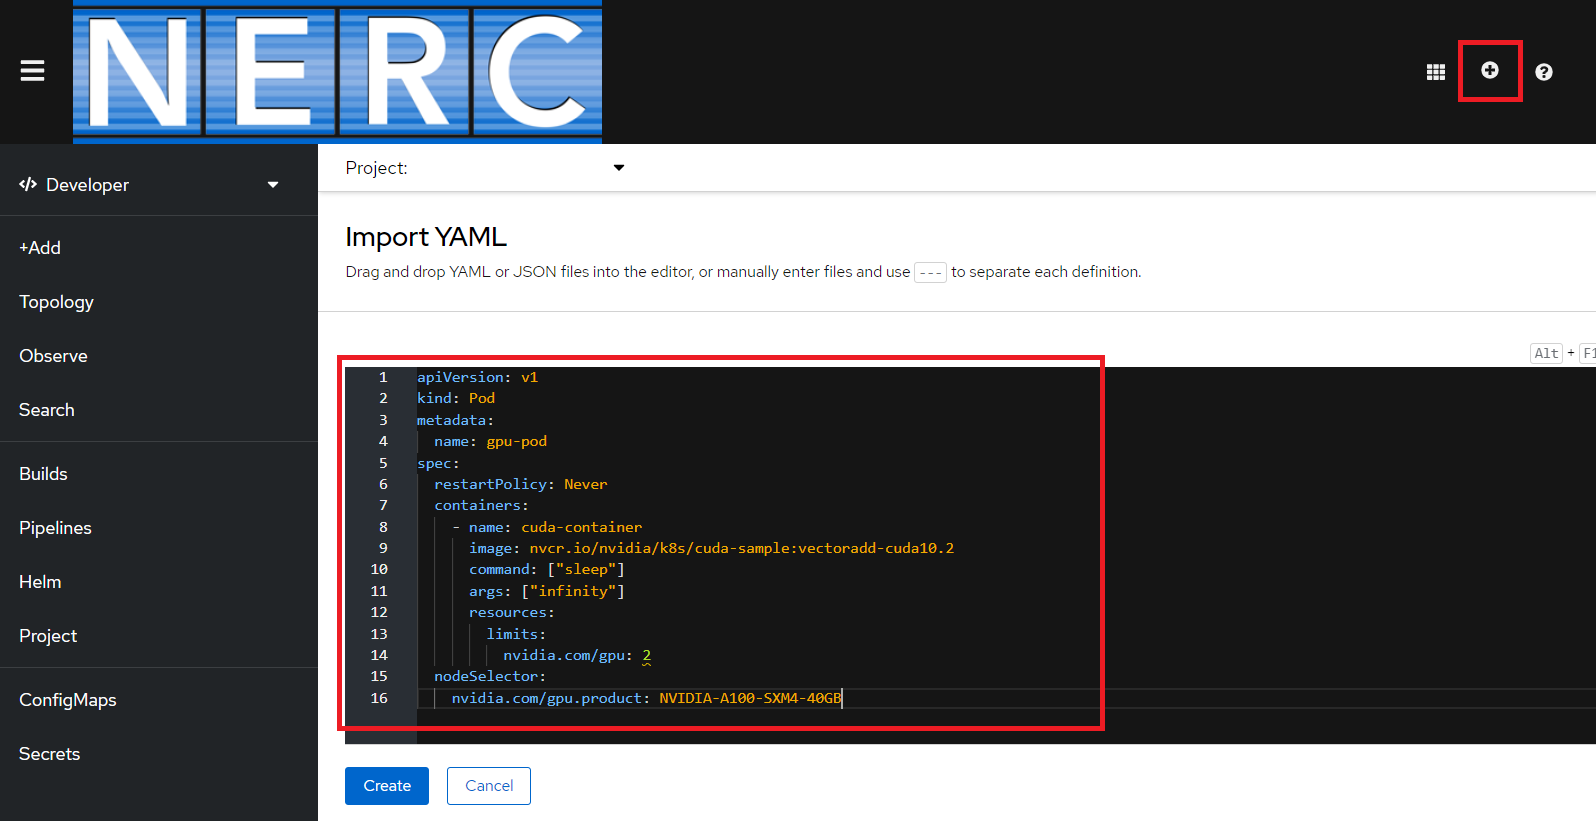 NERC
Developer
+Add
Topology
Observe
Search
Builds
Pipelines
Helm
Project
ConfigMaps
Secrets
Project:
Import YAML
Drag and drop YAML or JSON files into the editor, or manually enter files and use --- to separate each definition.
Alt + F1
1 apiVersion: v1
2 kind: Pod
3 metadata:
4 name: gpu-pod
5 spec:
6 restartPolicy: Never
7 containers:
8 - name: cuda-container
9 image: nvcr.io/nvidia/k8s/cuda-sample:vectoradd-cuda10.2
10 command: ["sleep"]
11 args: ["infinity"]
12 resources:
13 limits:
14 nvidia.com/gpu: 2
15 nodeSelector:
16 nvidia.com/gpu.product: NVIDIA-A100-SXM4-40GB
Create Cancel